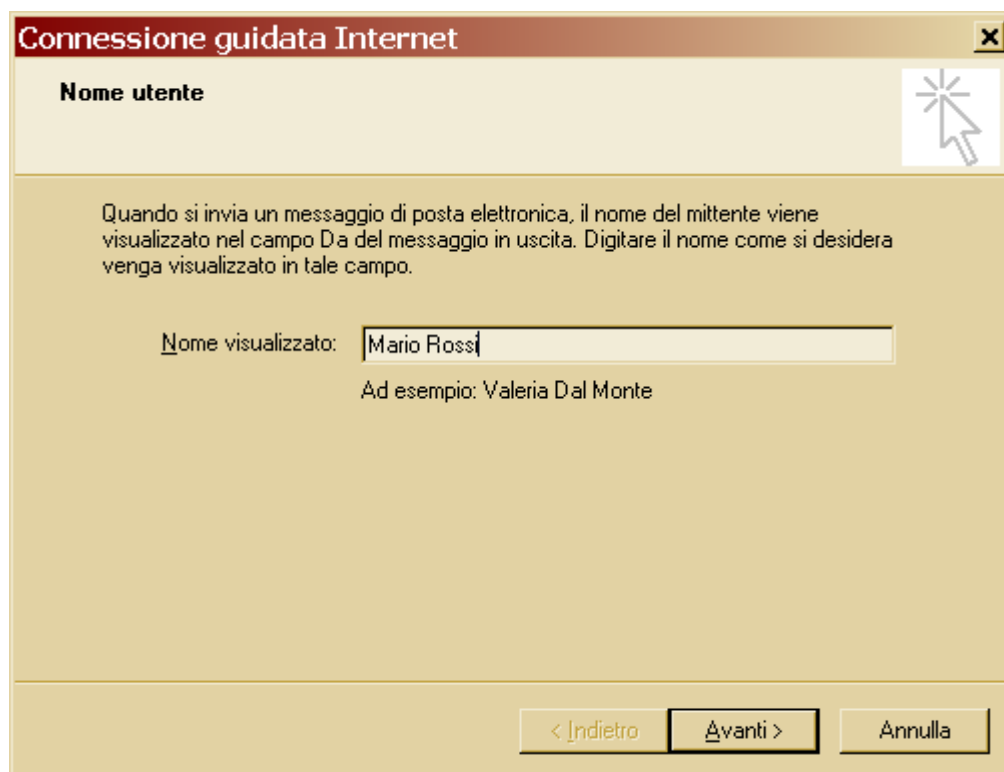 Connessione guidata Internet
Nome utente
Quando si invia un messaggio di posta elettronica, il nome del mittente viene
visualizzato nel campo Da del messaggio in uscita. Digitare il nome come si desidera
venga visualizzato in tale campo.
Nome visualizzato: Mario Rossi
Ad esempio: Valeria Dal Monte
< Indietro Avanti > Annulla